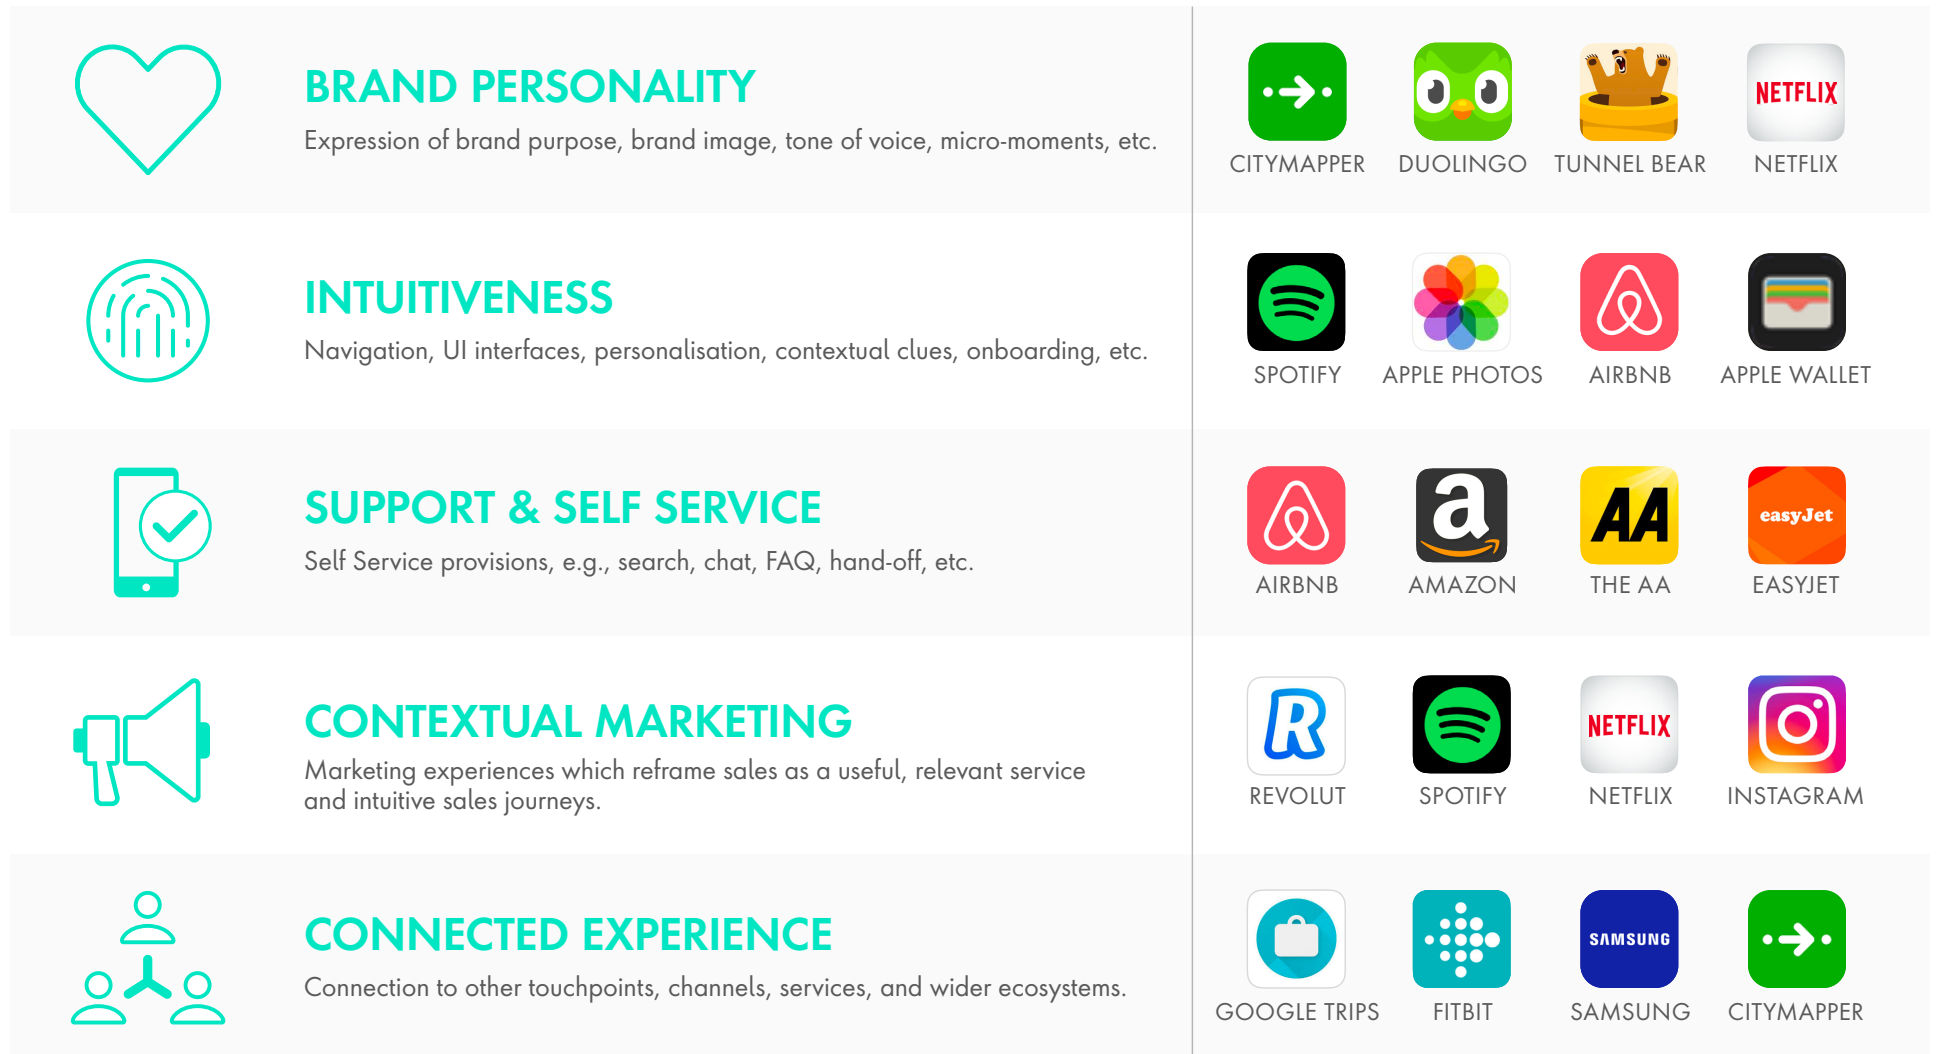 BRAND PERSONALITY
Expression of brand purpose, brand image, tone of voice, micro-moments, etc.
NETFLIX
CITYMAPPER DUOLINGO TUNNEL BEAR NETFLIX
INTUITIVENESS
Navigation, UI interfaces, personalisation, contextual clues, onboarding, etc.
SPOTIFY APPLE PHOTOS AIRBNB APPLE WALLET
SUPPORT & SELF SERVICE
Self Service provisions, e.g., search, chat, FAQ, hand-off, etc.
a AA easyJet
AIRBNB AMAZON THE AA EASYJET
CONTEXTUAL MARKETING
Marketing experiences which reframe sales as a useful, relevant service
and intuitive sales journeys.
R NETFLIX
REVOLUT SPOTIFY NETFLIX INSTAGRAM
CONNECTED EXPERIENCE
Connection to other touchpoints, channels, services, and wider ecosystems.
SAMSUNG
GOOGLE TRIPS FITBIT SAMSUNG CITYMAPPER